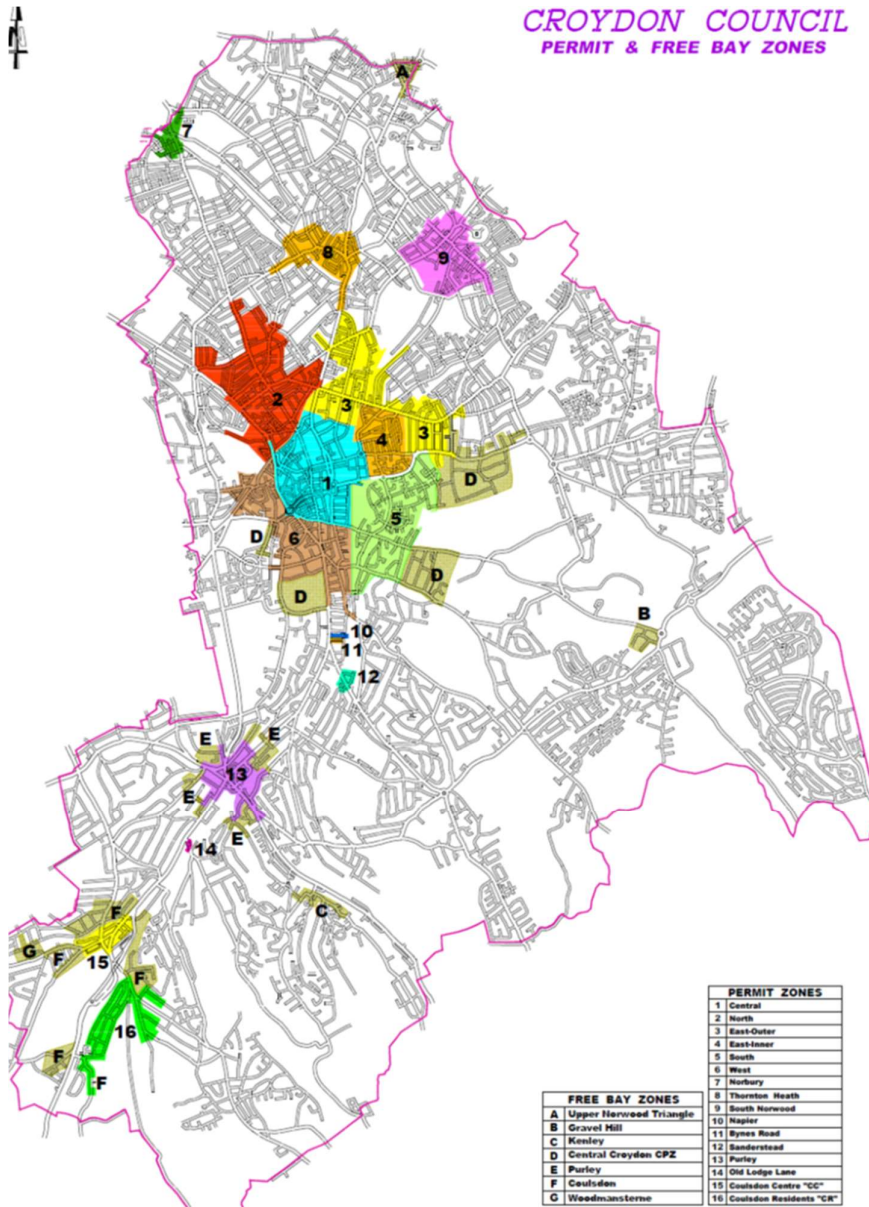 CROYDON COUNCIL
PERMIT & FREE BAY ZONES
A
7
8
9
2
3
4
3
1
D
5
D
6
D
D
B
10
11
12
E
E
13
E
E
14
F
C
G
F
15
F
16
F
F
PERMIT ZONES
1 Central
2 North
3 East-Outer
4 East-Inner
5 South
6 West
7 Norbury
8 Thornton Heath
9 South Norwood
10 Napier
11 Bynes Road
12 Sanderstead
13 Purley
14 Old Lodge Lane
15 Coulsdon Centre "CC"
16 Coulsdon Residents "CR"
FREE BAY ZONES
A Upper Norwood Triangle
B Gravel Hill
C Kenley
D Central Croydon CPZ
E Purley
F Coulsdon
G Woodmansterne